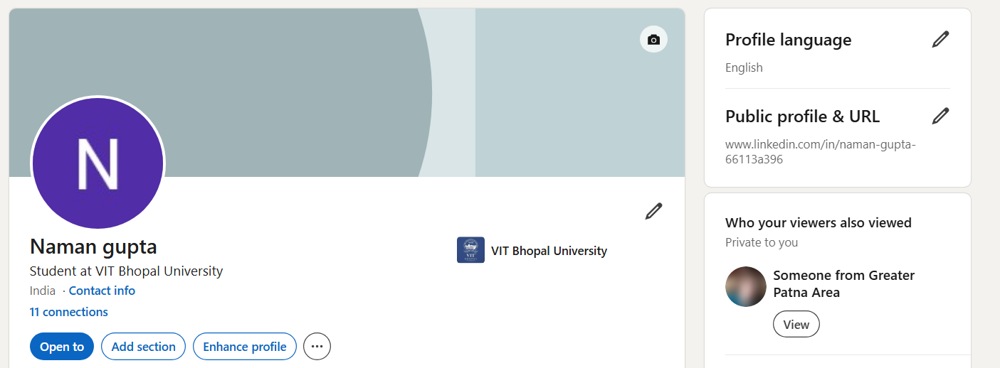 N
Naman gupta
Student at VIT Bhopal University
India · Contact info
11 connections
Open to
Add section
Enhance profile
VIT
VIT Bhopal University
Profile language
English
Public profile & URL
www.linkedin.com/in/naman-gupta-
66113a396
Who your viewers also viewed
Private to you
Someone from Greater
Patna Area
View